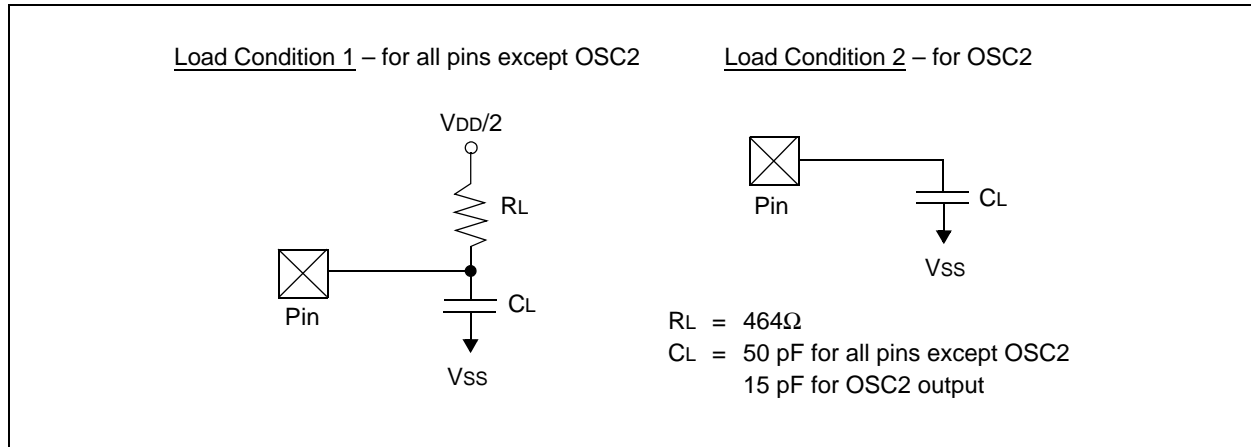 Load Condition 1 – for all pins except OSC2
Load Condition 2 – for OSC2
VDD/2
RL
Pin
CL
VSS
Pin
CL
VSS
RL = 464Ω
CL = 50 pF for all pins except OSC2
15 pF for OSC2 output